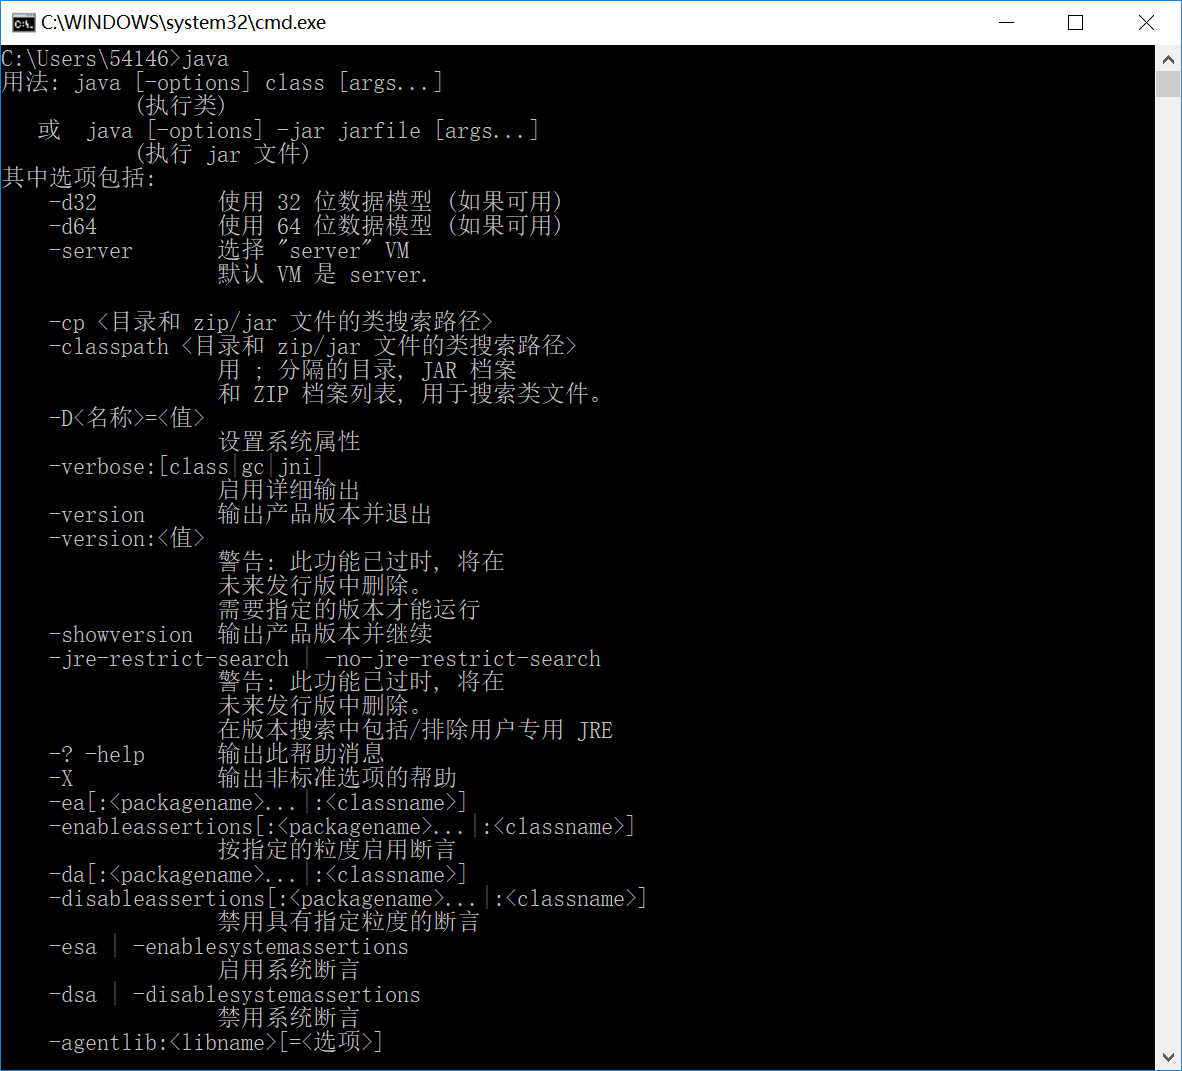 C:\WINDOWS\system32\cmd.exe
C:\Users\54146>java
用法: java [-options] class [args...]
(执行类)
或  java [-options] -jar jarfile [args...]
(执行 jar 文件)
其中选项包括:
-d32 使用 32 位数据模型 (如果可用)
-d64 使用 64 位数据模型 (如果可用)
-server 选择 "server" VM
默认 VM 是 server.
-cp <目录和 zip/jar 文件的类搜索路径>
-classpath <目录和 zip/jar 文件的类搜索路径>
用 ; 分隔的目录, JAR 档案
和 ZIP 档案列表, 用于搜索类文件。
-D<名称>=<值>
设置系统属性
-verbose:[class|gc|jni]
启用详细输出
-version 输出产品版本并退出
-version:<值>
警告: 此功能已过时, 将在
未来发行版中删除。
需要指定的版本才能运行
-showversion 输出产品版本并继续
-jre-restrict-search | -no-jre-restrict-search
警告: 此功能已过时, 将在
未来发行版中删除。
在版本搜索中包括/排除用户专用 JRE
-? -help 输出此帮助消息
-X 输出非标准选项的帮助
-ea[:<packagename>...|:<classname>]
-enableassertions[:<packagename>...|:<classname>]
按指定的粒度启用断言
-da[:<packagename>...|:<classname>]
-disableassertions[:<packagename>...|:<classname>]
禁用具有指定粒度的断言
-esa | -enablesystemassertions
启用系统断言
-dsa | -disablesystemassertions
禁用系统断言
-agentlib:<libname>[=<选项>]